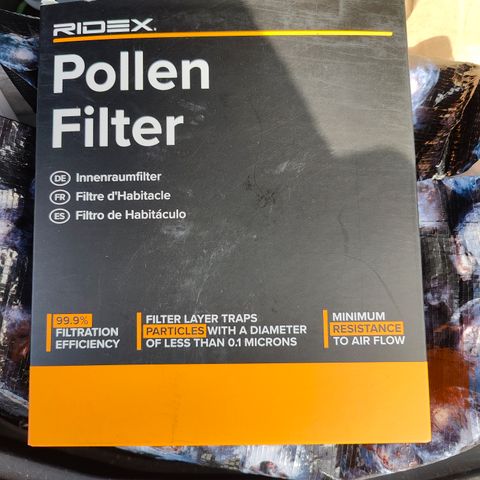 RIDEX.
Pollen
Filter
DE Innenraumfilter
FR Filtre d'Habitacle
ES Filtro de Habitáculo
99.9%
FILTRATION
EFFICIENCY
FILTER LAYER TRAPS
PARTICLES WITH A DIAMETER
OF LESS THAN 0.1 MICRONS
MINIMUM
RESISTANCE
TO AIR FLOW